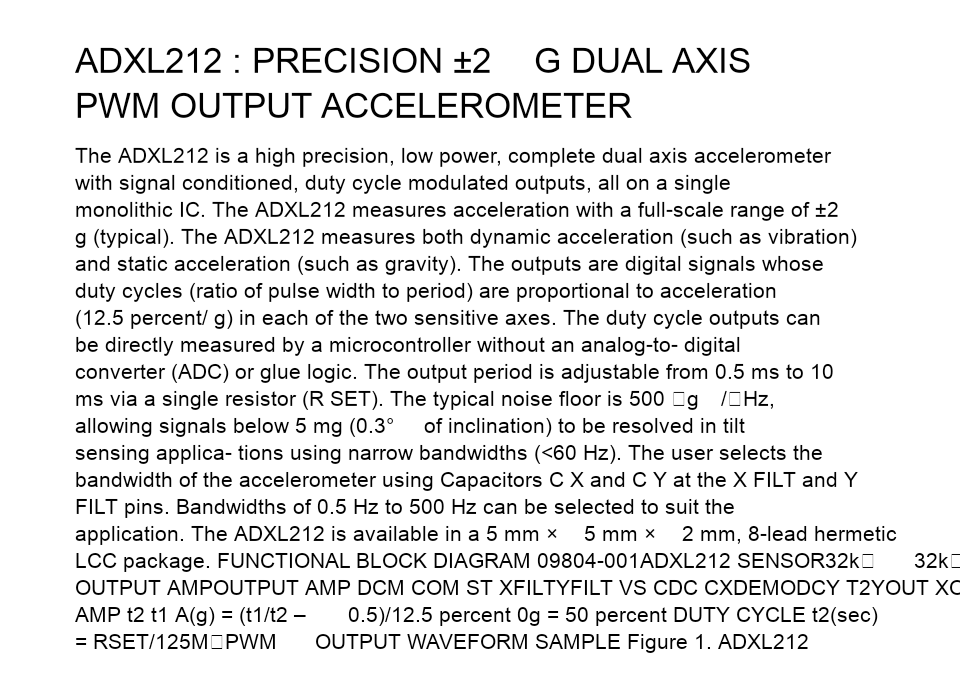 ADXL212 : PRECISION ±2 G DUAL AXIS
PWM OUTPUT ACCELEROMETER
The ADXL212 is a high precision, low power, complete dual axis accelerometer
with signal conditioned, duty cycle modulated outputs, all on a single
monolithic IC. The ADXL212 measures acceleration with a full-scale range of ±2
g (typical). The ADXL212 measures both dynamic acceleration (such as vibration)
and static acceleration (such as gravity). The outputs are digital signals whose
duty cycles (ratio of pulse width to period) are proportional to acceleration
(12.5 percent/ g) in each of the two sensitive axes. The duty cycle outputs can
be directly measured by a microcontroller without an analog-to- digital
converter (ADC) or glue logic. The output period is adjustable from 0.5 ms to 10
ms via a single resistor (R SET). The typical noise floor is 500 □g /□Hz,
allowing signals below 5 mg (0.3° of inclination) to be resolved in tilt
sensing applica- tions using narrow bandwidths (<60 Hz). The user selects the
bandwidth of the accelerometer using Capacitors C X and C Y at the X FILT and Y
FILT pins. Bandwidths of 0.5 Hz to 500 Hz can be selected to suit the
application. The ADXL212 is available in a 5 mm × 5 mm × 2 mm, 8-lead hermetic
LCC package. FUNCTIONAL BLOCK DIAGRAM 09804-001ADXL212 SENSOR32k□ 32k□
OUTPUT AMPOUTPUT AMP DCM COM ST XFILTYFILT VS CDC CXDEMODCY T2YOUT
AMP t2 t1 A(g) = (t1/t2 – 0.5)/12.5 percent 0g = 50 percent DUTY CYCLE t2(sec)
= RSET/125M□PWM OUTPUT WAVEFORM SAMPLE Figure 1. ADXL212